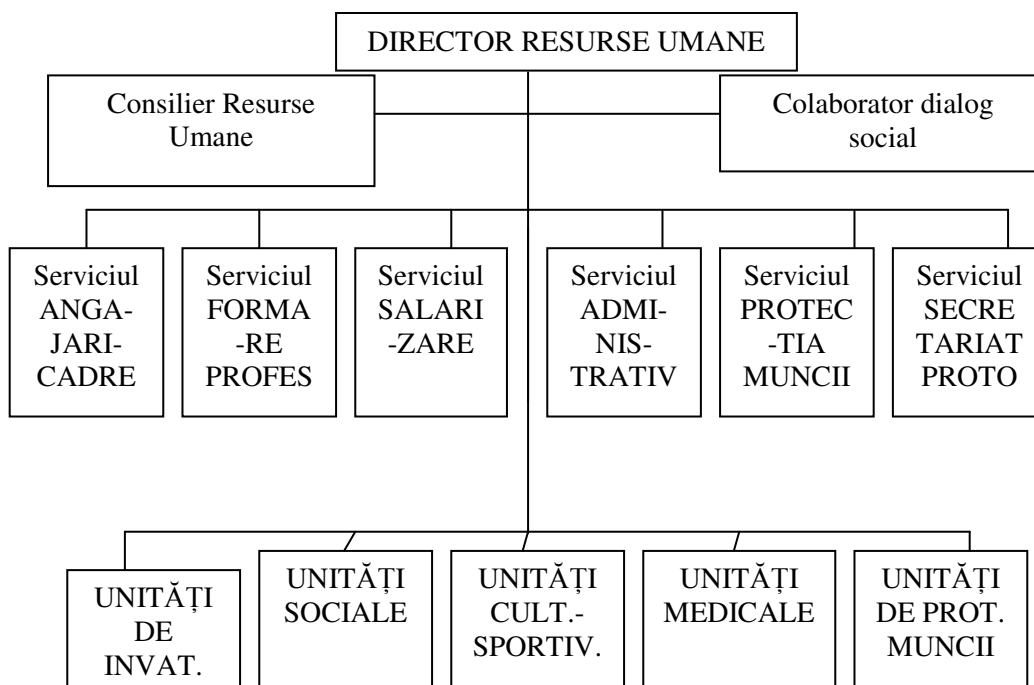 DIRECTOR RESURSE UMANE
Consilier Resurse
Umane
Colaborator dialog
social
Serviciul
ANGA-
JARI-
CADRE
Serviciul
FORMA
-RE
PROFES
Serviciul
SALARI
-ZARE
Serviciul
ADMI-
NIS-
TRATIV
Serviciul
PROTEC
-TIA
MUNCII
Serviciul
SECRE
TARIAT
PROTO
UNITĂȚI
DE
INVAT.
UNITĂȚI
SOCIALE
UNITĂȚI
CULT.-
SPORTIV.
UNITĂȚI
MEDICALE
UNITĂȚI
DE PROT.
MUNCII